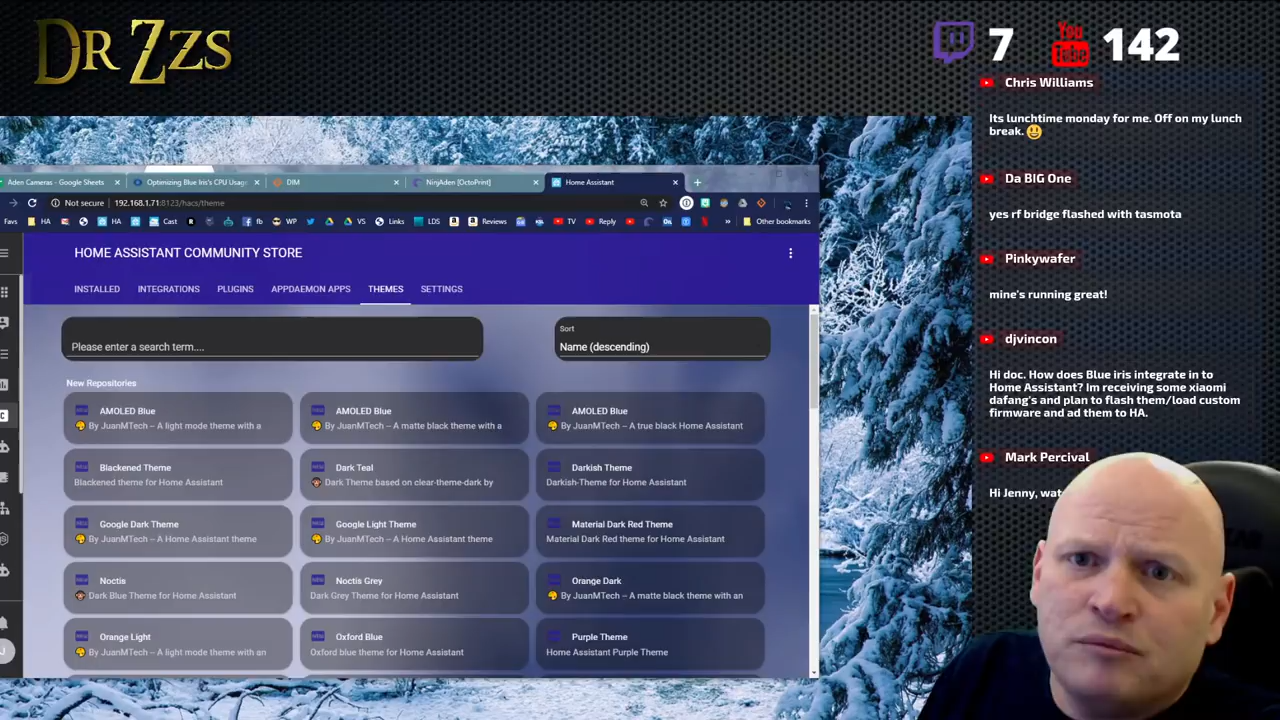 DR ZZS
7
You Tube
142
Chris Williams
Its lunchtime monday for me. Off on my lunch
break.
Da BIG One
yes rf bridge flashed with tasmota
Pinkywafer
mine's running great!
djvincon
Hi doc. How does Blue iris integrate in to
Home Assistant? Im receiving some xiaomi
dafang's and plan to flash them/load custom
firmware and ad them to HA.
Mark Percival
Hi Jenny,
Aden Cameras - Google Sheets
Optimizing Blue Iris's CPU Usage
DIM
NinjAden [OctoPrint]
Home Assistant
Not secure
192.168.1.71:8123/hacs/theme
Favs
HA
HA
Cast
fb
WP
VS
Links
LDS
Reviews
TV
Reply
Other bookmarks
HOME ASSISTANT COMMUNITY STORE
INSTALLED
INTEGRATIONS
PLUGINS
APPDAEMON APPS
THEMES
SETTINGS
Please enter a search term....
Sort
Name (descending)
New Repositories
AMOLED Blue
By JuanMTech – A light mode theme with a
AMOLED Blue
By JuanMTech – A matte black theme with a
AMOLED Blue
By JuanMTech – A true black Home Assistant
Blackened Theme
Blackened theme for Home Assistant
Dark Teal
Dark Theme based on clear-theme-dark by
Darkish Theme
Darkish-Theme for Home Assistant
Google Dark Theme
By JuanMTech – A Home Assistant theme
Google Light Theme
By JuanMTech – A Home Assistant theme
Material Dark Red Theme
Material Dark Red theme for Home Assistant
Noctis
Dark Blue Theme for Home Assistant
Noctis Grey
Dark Grey Theme for Home Assistant
Orange Dark
By JuanMTech – A matte black theme with an
Orange Light
By JuanMTech – A light mode theme with an
Oxford Blue
Oxford blue theme for Home Assistant
Purple Theme
Home Assistant Purple Theme
J